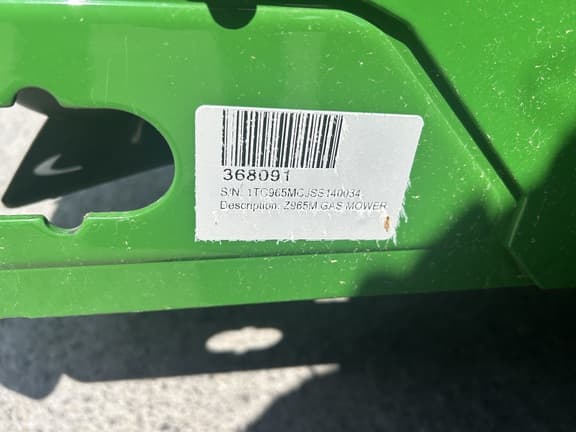 368091
S/N. 1TC965MCJSS140034
Description: Z965M GAS MOWER